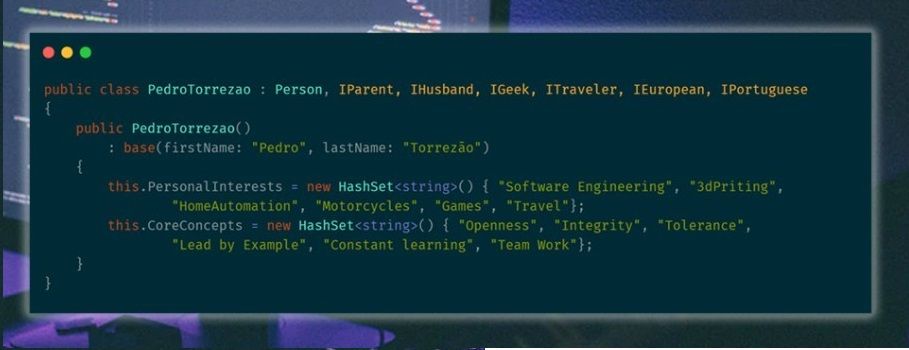 public class PedroTorrezao : Person, IParent, IHusband, IGeek, ITraveler, IEuropean, IPortuguese
{
public PedroTorrezao()
: base(firstName: "Pedro", lastName: "Torrezão")
{
this.PersonalInterests = new HashSet<string>() { "Software Engineering", "3dPriting",
"HomeAutomation", "Motorcycles", "Games", "Travel"};
this.CoreConcepts = new HashSet<string>() { "Openness", "Integrity", "Tolerance",
"Lead by Example", "Constant learning", "Team Work"};
}
}